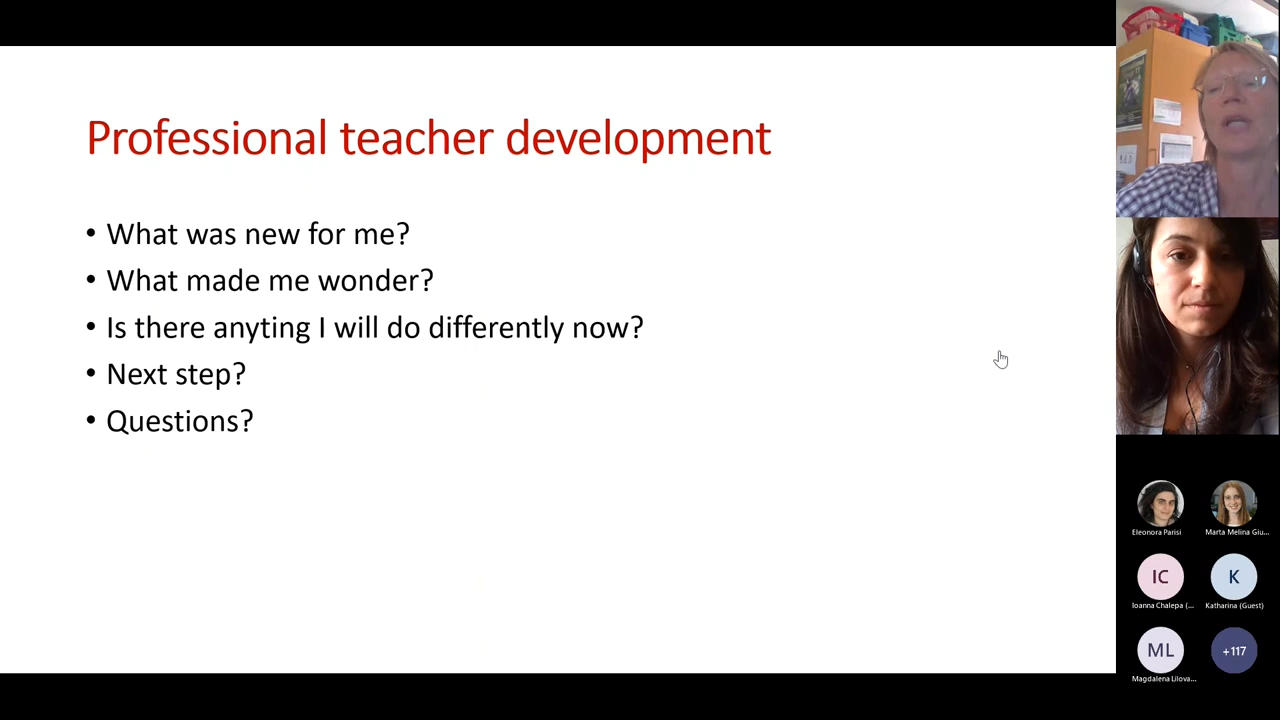 Professional teacher development
• What was new for me?
• What made me wonder?
• Is there anyting I will do differently now?
• Next step?
• Questions?
Eleonora Parisi
Marta Melina Giu...
IC
K
Ioanna Chalepa (...
Katharina (Guest)
ML
+117
Magdalena Lilova...